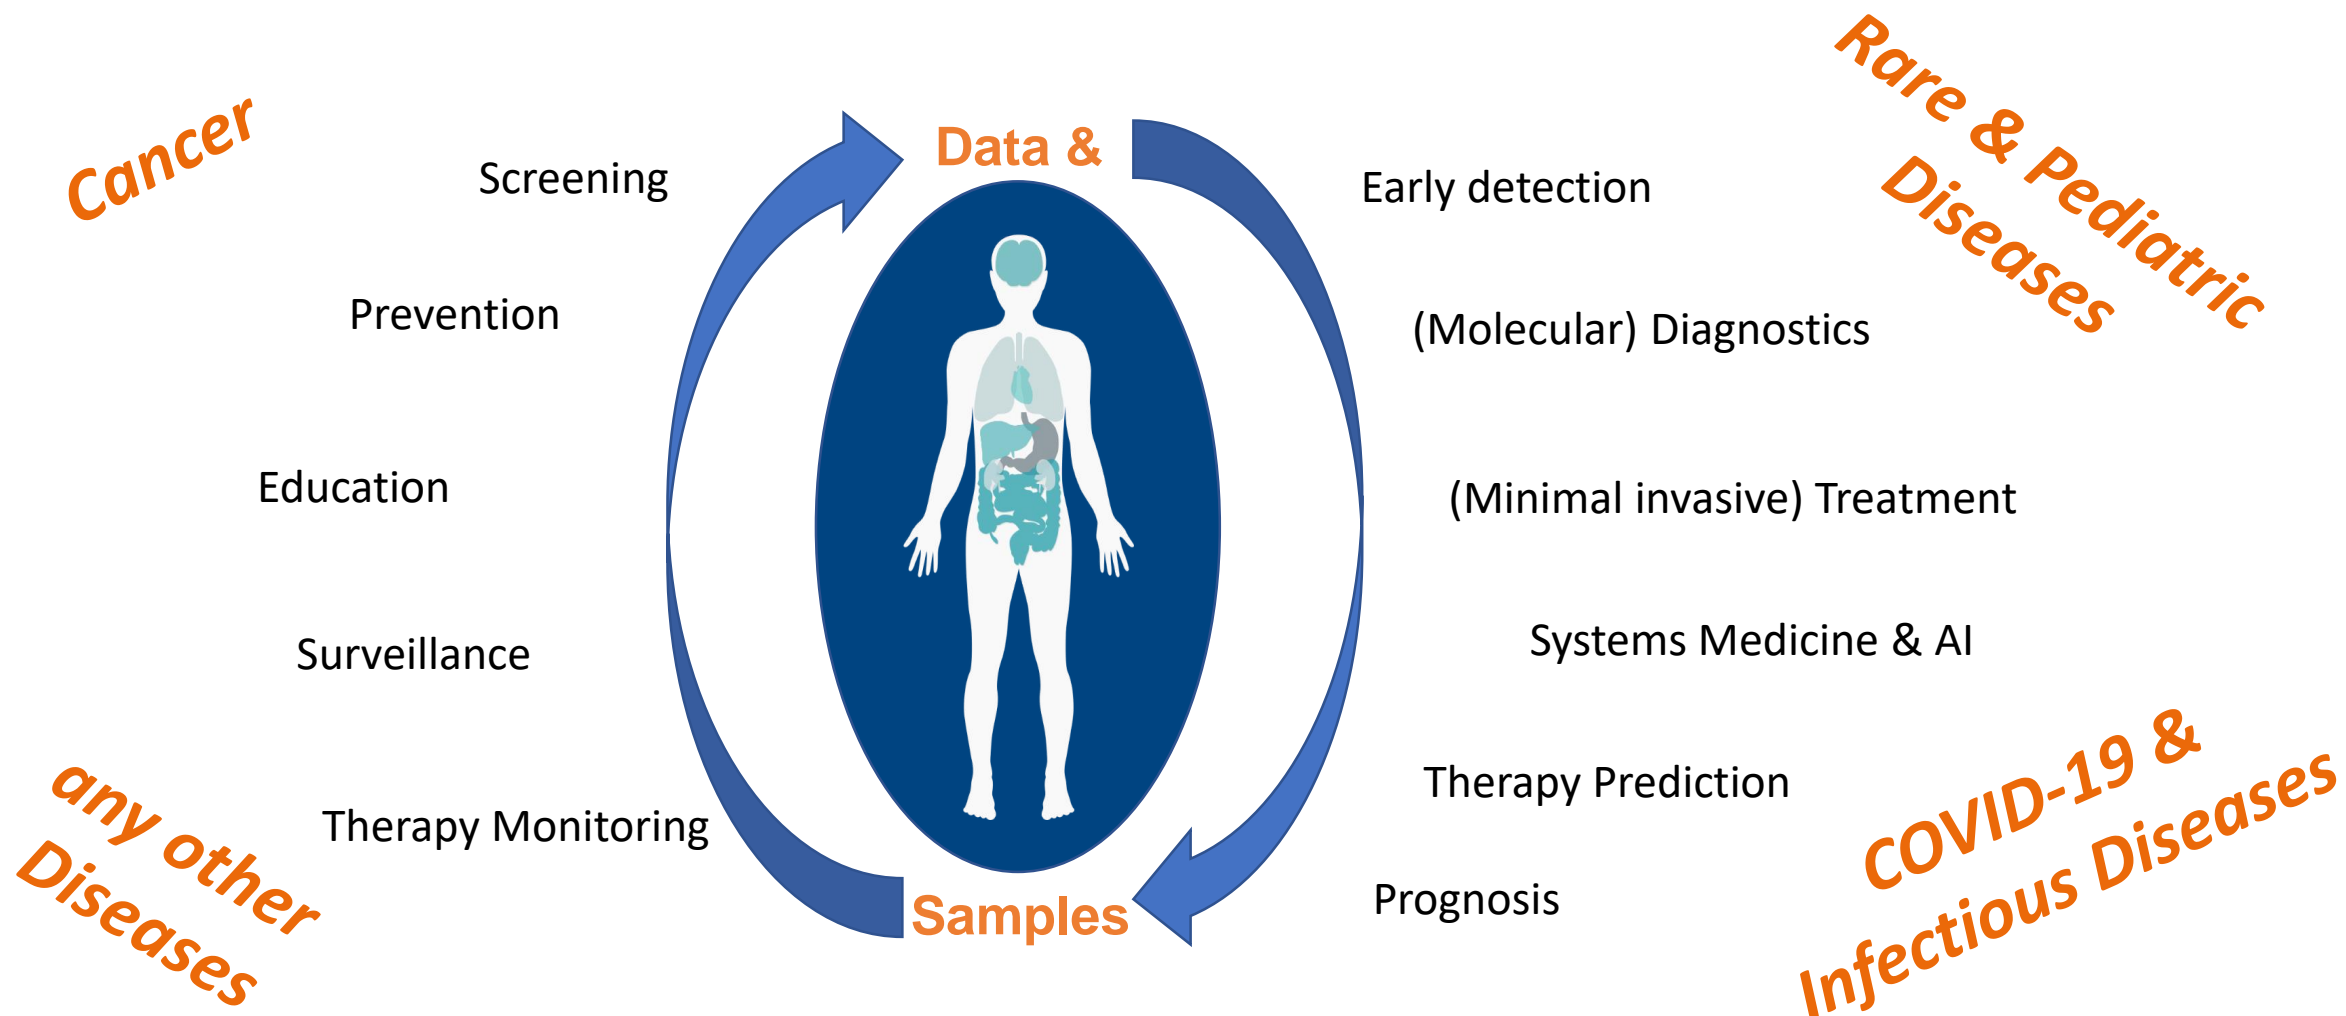 Cancer
Rare & Pediatric
Diseases
Data &
Screening
Early detection
Prevention
(Molecular) Diagnostics
Education
(Minimal invasive) Treatment
Surveillance
Systems Medicine & AI
Therapy Monitoring
Therapy Prediction
Samples
Prognosis
any other
Diseases
COVID-19 &
Infectious Diseases